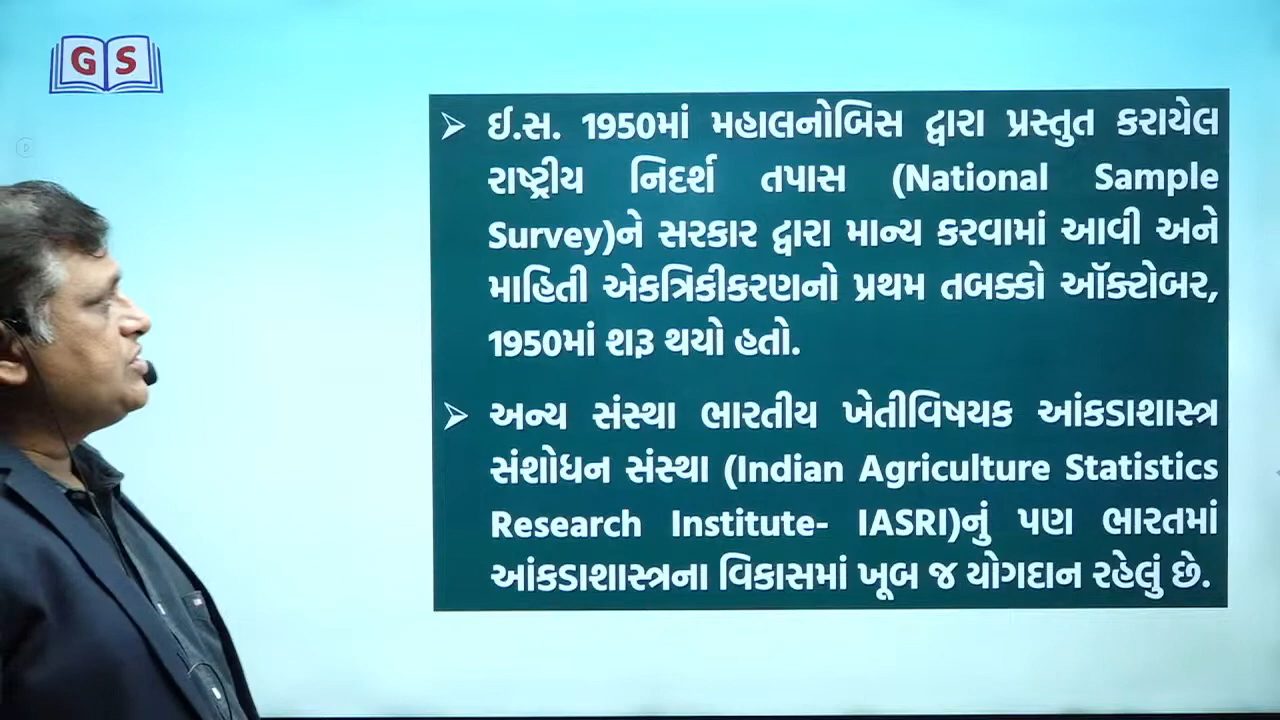 G S
➢ ઈ.સ. 1950માં મહાલનોબિસ દ્વારા પ્રસ્તુત કરાયેલ
રાષ્ટ્રીય નિદર્શ તપાસ (National Sample
Survey)ને સરકાર દ્વારા માન્ય કરવામાં આવી અને
માહિતી એકત્રિકીકરણનો પ્રથમ તબક્કો ઑક્ટોબર,
1950માં શરૂ થયો હતો.
➢ અન્ય સંસ્થા ભારતીય ખેતીવિષયક આંકડાશાસ્ત્ર
સંશોધન સંસ્થા (Indian Agriculture Statistics
Research Institute- IASRI)નું પણ ભારતમાં
આંકડાશાસ્ત્રના વિકાસમાં ખૂબ જ યોગદાન રહેલું છે.